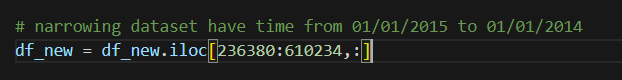 # narrowing dataset have time from 01/01/2015 to 01/01/2014
df_new = df_new.iloc[236380:610234,:]